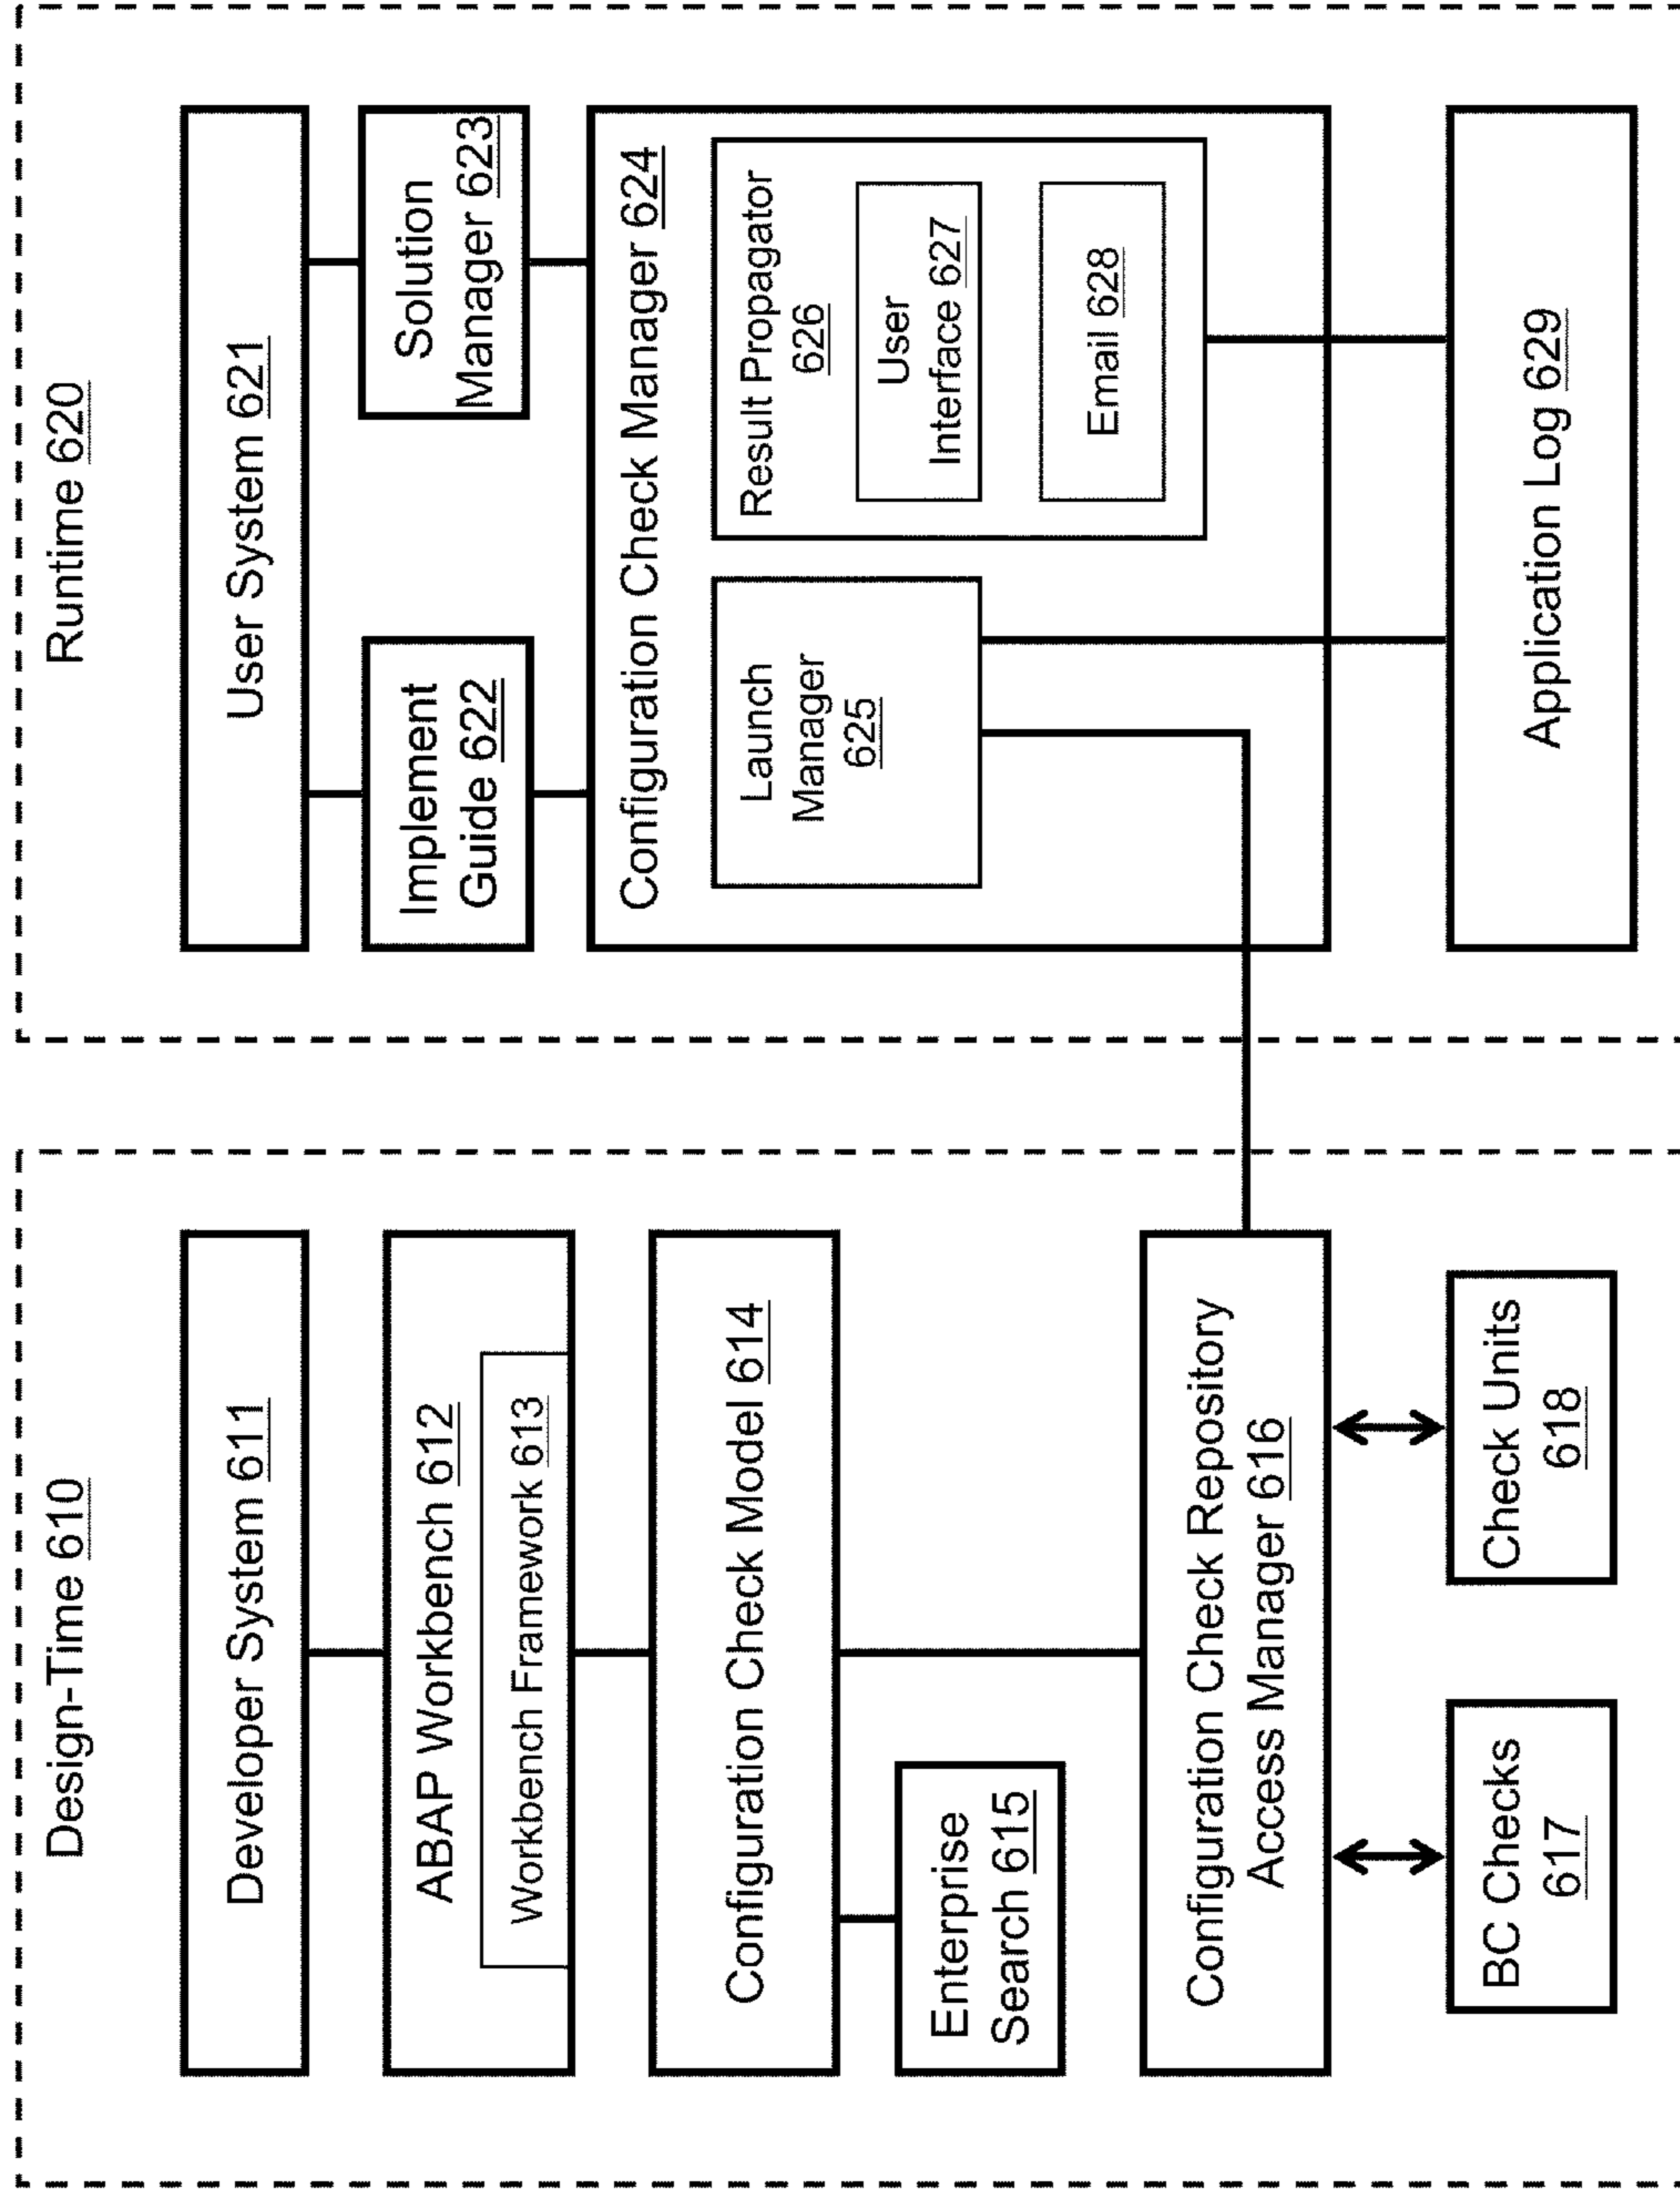 Design-Time 610
Developer System 611
ABAP Workbench 612
Workbench Framework 613
Configuration Check Model 614
Enterprise
Search 615
Configuration Check Repository
Access Manager 616
BC Checks
617
Check Units
618
Runtime 620
User System 621
Implement
Guide 622
Solution
Manager 623
Configuration Check Manager 624
Launch
Manager
625
Result Propagator
626
User
Interface 627
Email 628
Application Log 629